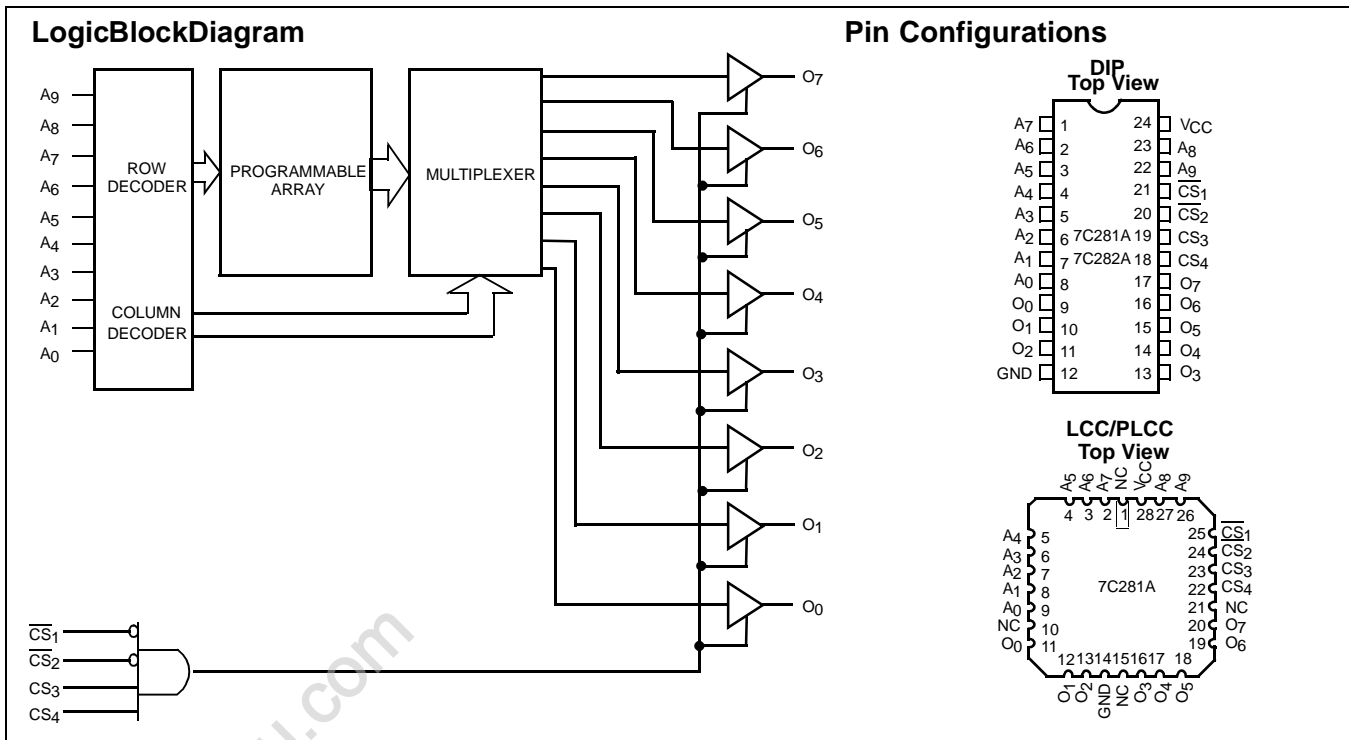 LogicBlockDiagram
A9
A8
A7
A6
A5
A4
A3
A2
A1
A0
ROW
DECODER
COLUMN
DECODER
PROGRAMMABLE
ARRAY
MULTIPLEXER
O7
O6
O5
O4
O3
O2
O1
O0
CS1
CS2
CS3
CS4
Pin Configurations
DIP
Top View
A7 1 24 VCC
A6 2 23 A8
A5 3 22 A9
A4 4 21 CS1
A3 5 20 CS2
A2 6 7C281A 19 CS3
A1 7 7C282A 18 CS4
A0 8 17 O7
O0 9 16 O6
O1 10 15 O5
O2 11 14 O4
GND 12 13 O3
LCC/PLCC
Top View
A5 A6 A7 NC VCC A8 A9
4 3 2 1 28 27 26
A4 5 25 CS1
A3 6 24 CS2
A2 7 23 CS3
A1 8 7C281A 22 CS4
A0 9 21 NC
NC 10 20 O7
O0 11 19 O6
12 13 14 15 16 17 18
O1 O2 GND NC O3 O4 O5
u.com